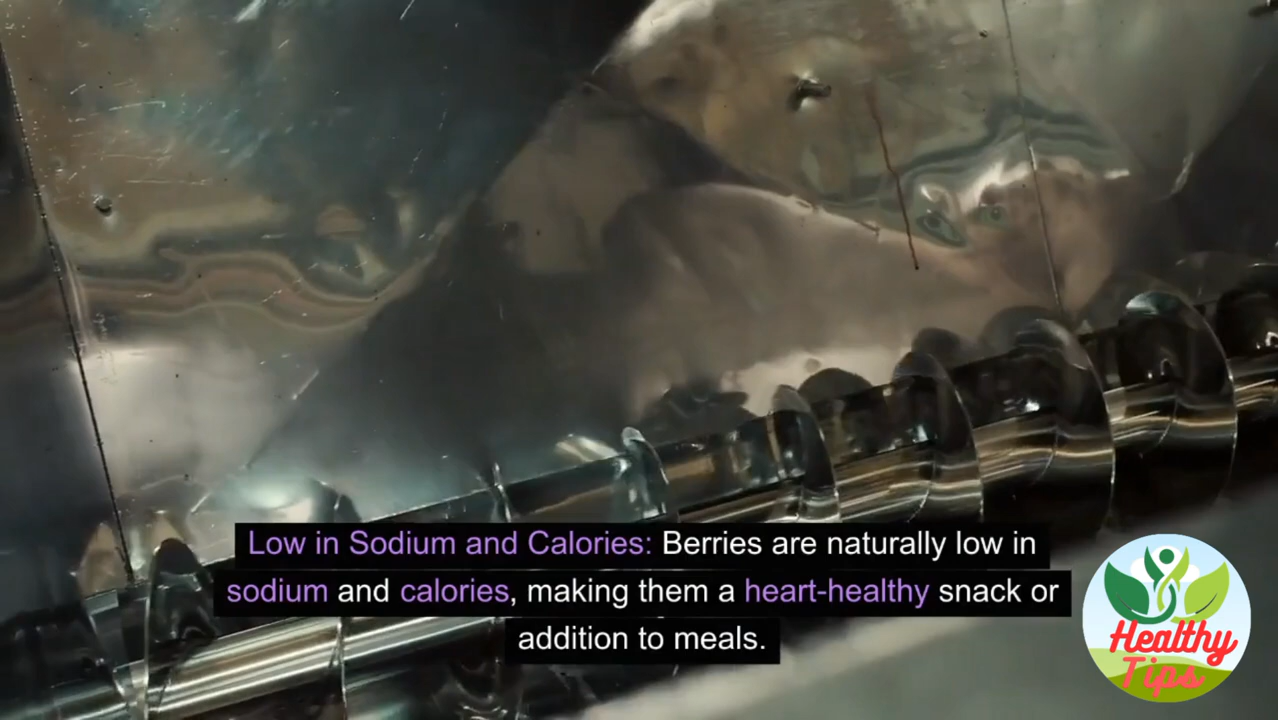 Low in Sodium and Calories: Berries are naturally low in
sodium and calories, making them a heart-healthy snack or
addition to meals.
Healthy
Tips